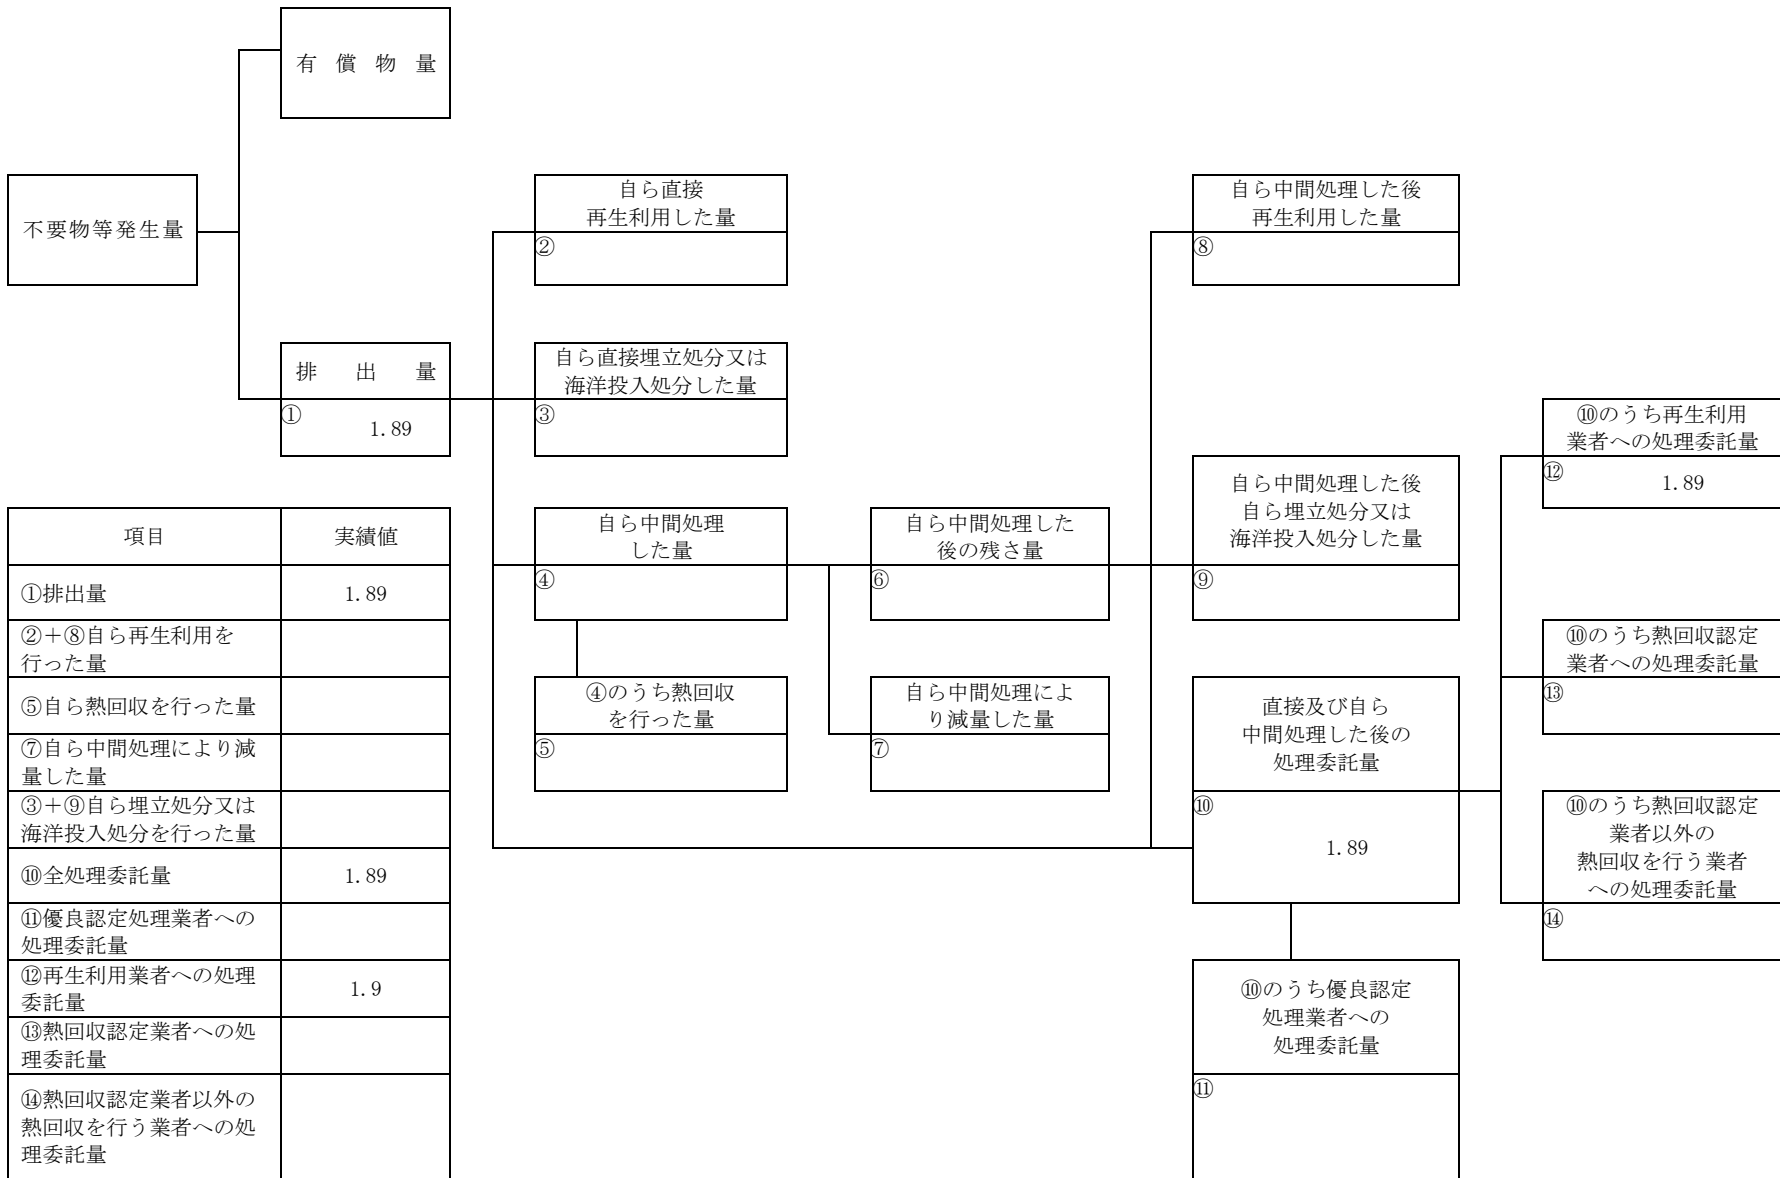 有 償 物 量
不要物等発生量
自ら直接
再生利用した量
②
自ら中間処理した後
再生利用した量
⑧
排 出 量
①
1.89
自ら直接埋立処分又は
海洋投入処分した量
③
⑩のうち再生利用
業者への処理委託量
⑫
1.89
自ら中間処理
した量
④
自ら中間処理した
後の残さ量
⑥
自ら中間処理した後
自ら埋立処分又は
海洋投入処分した量
⑨
⑩のうち熱回収認定
業者への処理委託量
⑬
④のうち熱回収
を行った量
⑤
自ら中間処理によ
り減量した量
⑦
直接及び自ら
中間処理した後の
処理委託量
⑩
1.89
⑩のうち熱回収認定
業者以外の
熱回収を行う業者
への処理委託量
⑭
⑩のうち優良認定
処理業者への
処理委託量
⑪
項目 実績値
①排出量 1.89
②＋⑧自ら再生利用を
行った量
⑤自ら熱回収を行った量
⑦自ら中間処理により減
量した量
③＋⑨自ら埋立処分又は
海洋投入処分を行った量
⑩全処理委託量 1.89
⑪優良認定処理業者への
処理委託量
⑫再生利用業者への処理
委託量
1.9
⑬熱回収認定業者への処
理委託量
⑭熱回収認定業者以外の
熱回収を行う業者への処
理委託量